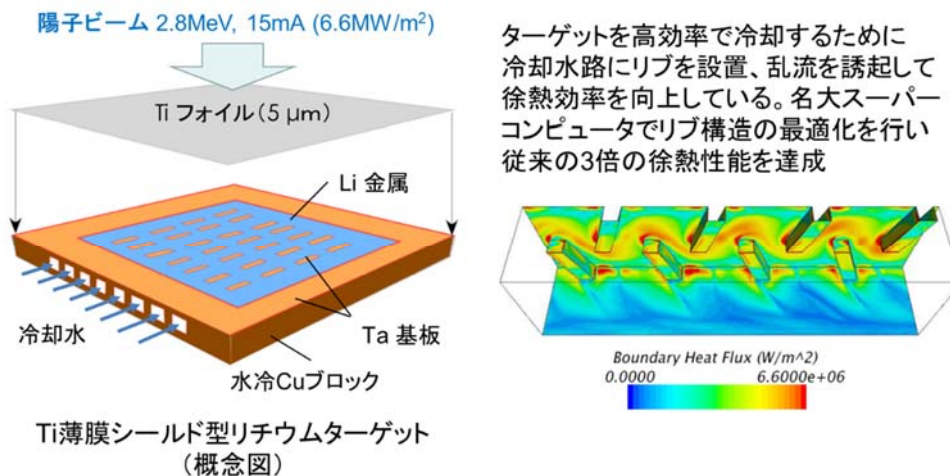 陽子ビーム 2.8MeV, 15mA (6.6MW/m²)
Ti フォイル(5 μm)
Li 金属
冷却水
Ta 基板
水冷Cuブロック
Ti薄膜シールド型リチウムターゲット
(概念図)
ターゲットを高効率で冷却するために
冷却水路にリブを設置、乱流を誘起して
徐熱効率を向上している。名大スーパー
コンピュータでリブ構造の最適化を行い
従来の3倍の徐熱性能を達成
Boundary Heat Flux (W/m^2)
0.0000 6.6000e+06